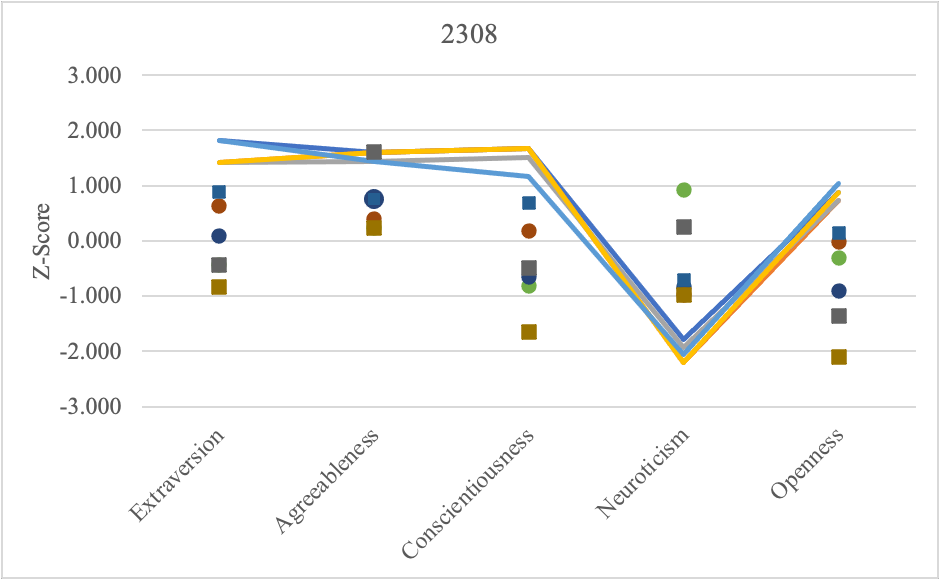 2308
3.000
2.000
1.000
0.000
-1.000
-2.000
-3.000
Z-Score
Extraversion
Agreeableness
Conscientiousness
Neuroticism
Openness